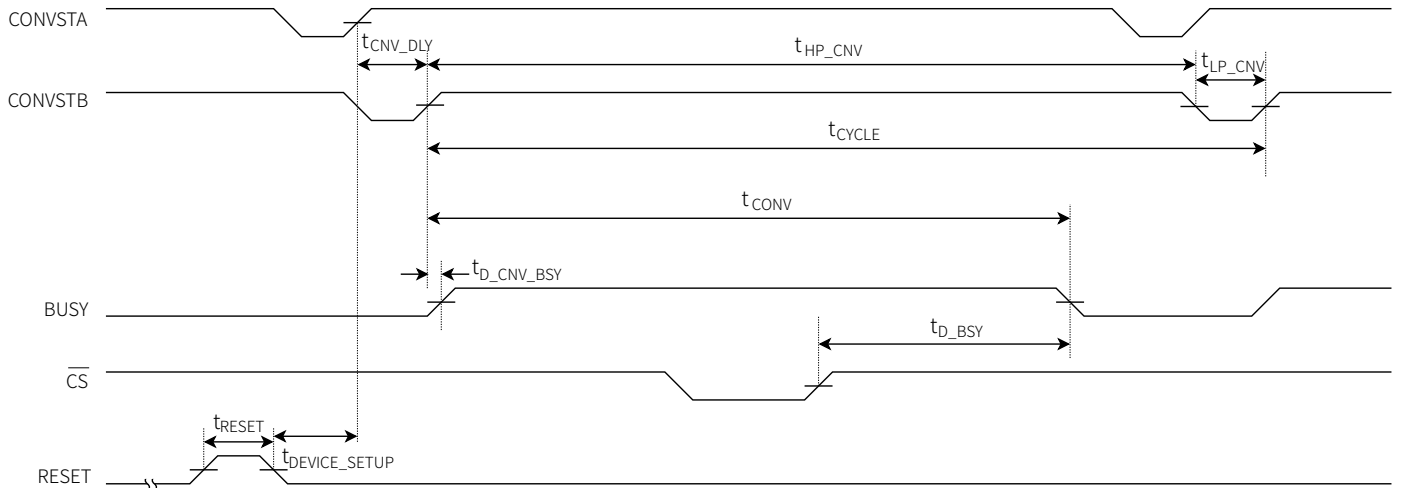 CONVSTA
tCNV_DLY
tHP_CNV
tLP_CNV
CONVSTB
tCYCLE
tCONV
tD_CNV_BSY
BUSY
tD_BSY
CS
tRESET
tDEVICE_SETUP
RESET